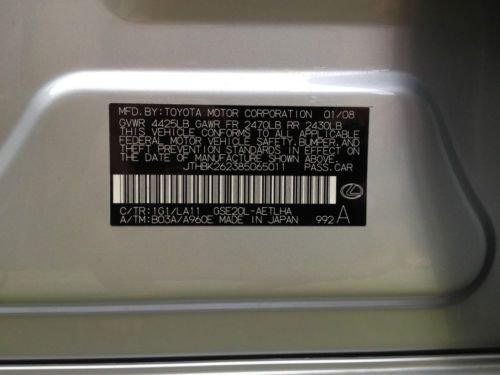 MFD. BY: TOYOTA MOTOR CORPORATION 01/08
GVWR 4425LB GAWR FR 2470LB RR 2430LB
THIS VEHICLE CONFORMS TO ALL APPLICABLE
FEDERAL MOTOR VEHICLE SAFETY, BUMPER, AND
THEFT PREVENTION STANDARDS IN EFFECT ON
THE DATE OF MANUFACTURE SHOWN ABOVE.
JTHBK262385065011 PASS. CAR
C/TR: 1G1/LA11 GSE20L-AETLHA
A/TM: B03A/A960E MADE IN JAPAN 992 A